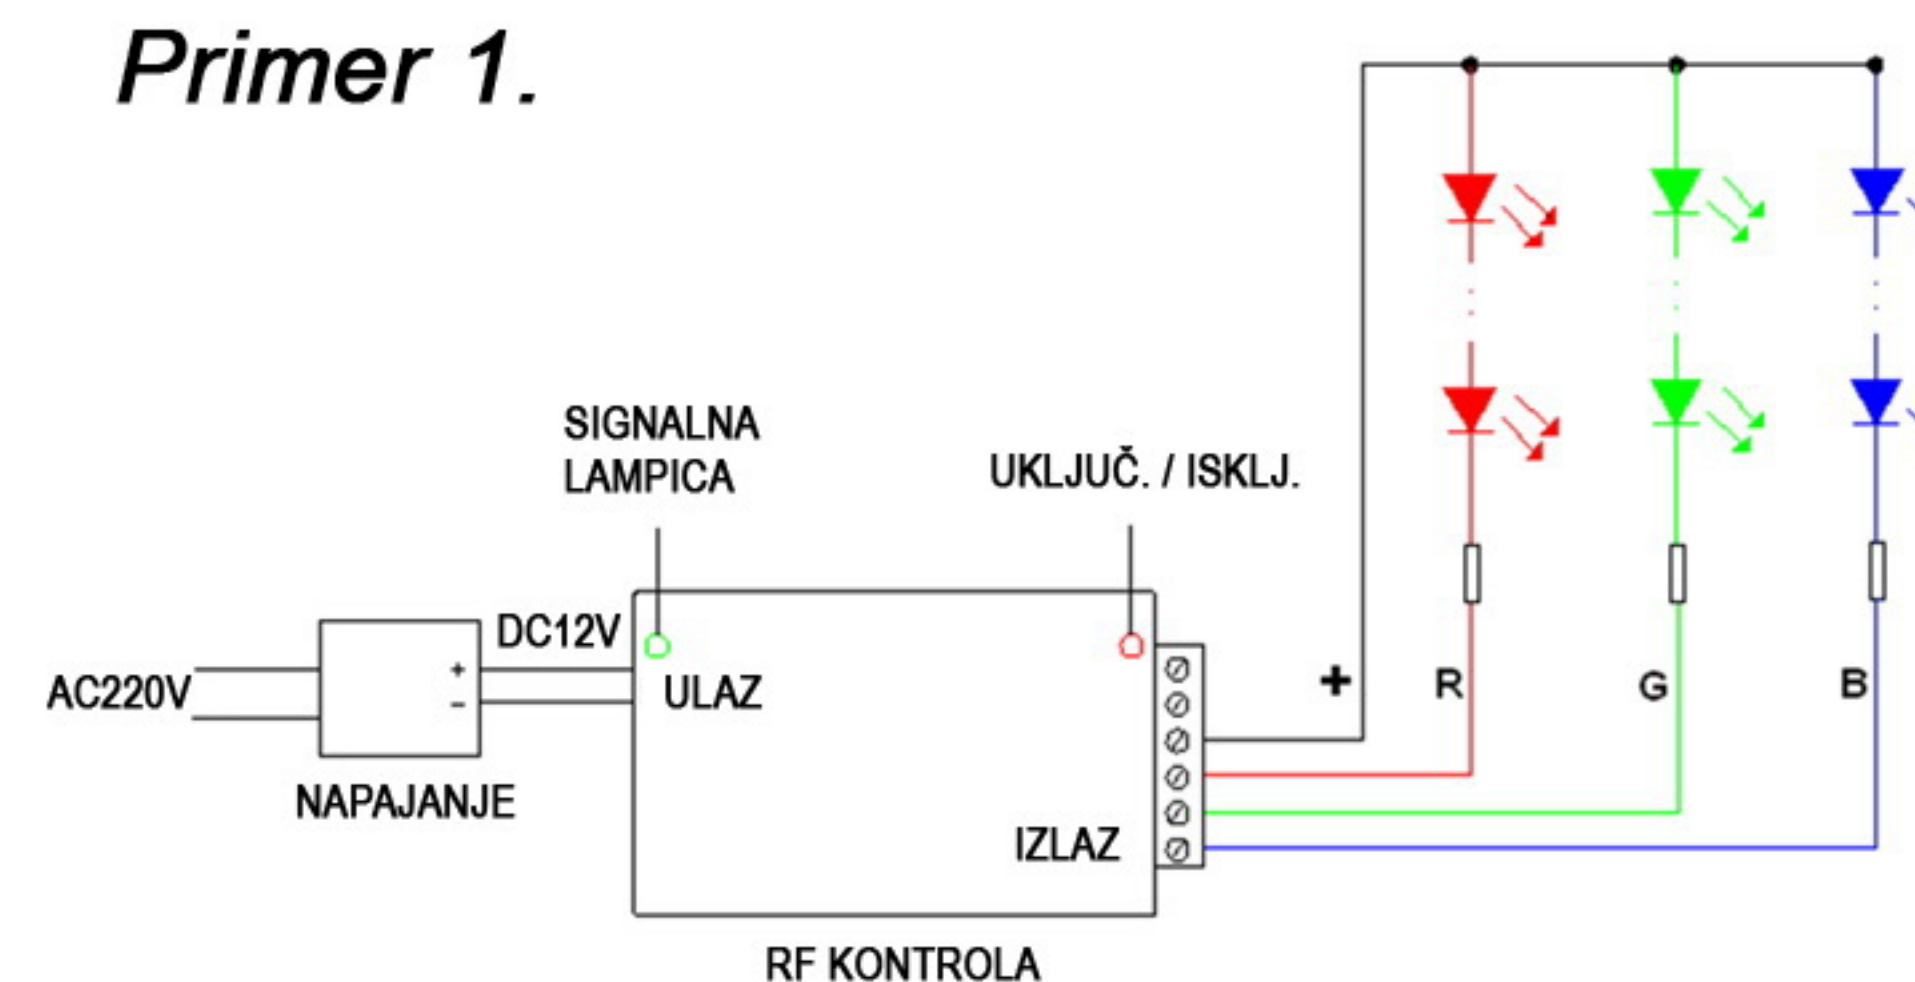 Primer 1.
SIGNALNA
LAMPICA
UKLJUČ. / ISKLJ.
DC12V
AC220V
+
-
ULAZ
+
R
G
B
NAPAJANJE
IZLAZ
RF KONTROLA